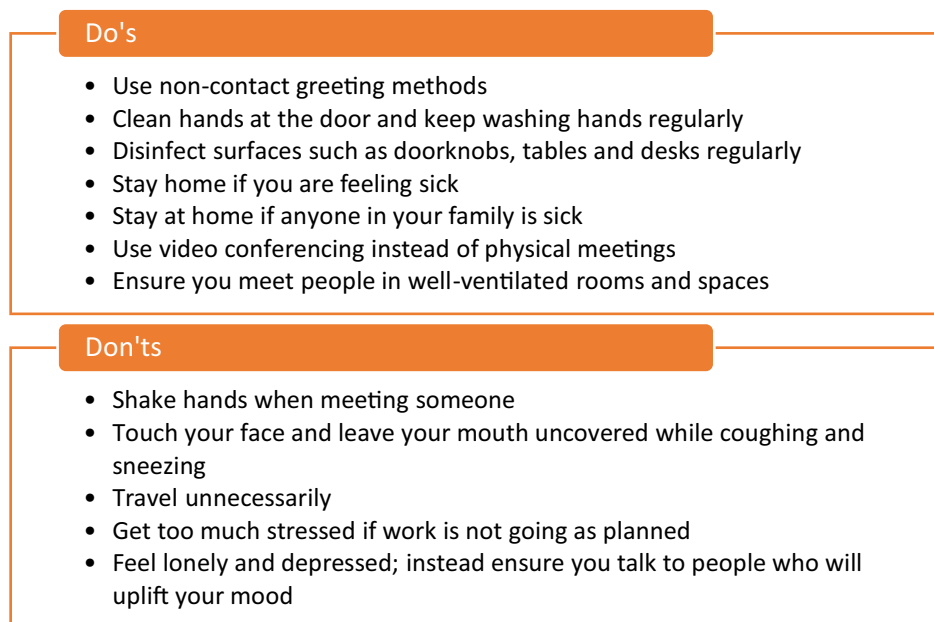 Do's
• Use non-contact greeting methods
• Clean hands at the door and keep washing hands regularly
• Disinfect surfaces such as doorknobs, tables and desks regularly
• Stay home if you are feeling sick
• Stay at home if anyone in your family is sick
• Use video conferencing instead of physical meetings
• Ensure you meet people in well-ventilated rooms and spaces
Don'ts
• Shake hands when meeting someone
• Touch your face and leave your mouth uncovered while coughing and
sneezing
• Travel unnecessarily
• Get too much stressed if work is not going as planned
• Feel lonely and depressed; instead ensure you talk to people who will
uplift your mood